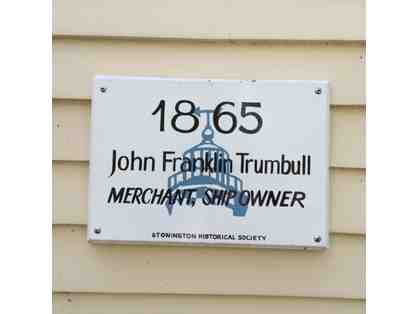 1865
John Franklin Trumbull
MERCHANT, SHIP OWNER
STONINGTON HISTORICAL SOCIETY